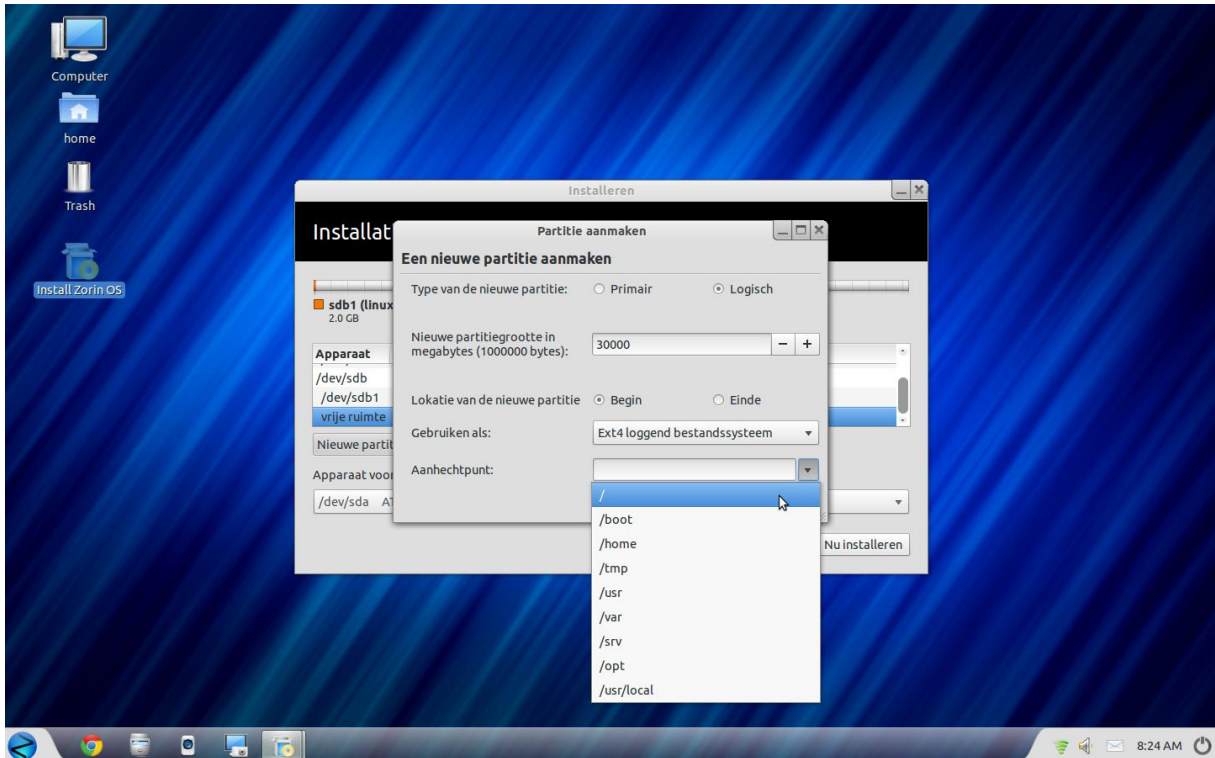 Computer
home
Trash
Install Zorin OS
Installeren
Installat
Partitie aanmaken
Een nieuwe partitie aanmaken
Type van de nieuwe partitie: Primair Logisch
sdb1 (linux
2.0 GB
Nieuwe partitiegrootte in
megabytes (1000000 bytes): 30000
Apparaat
/dev/sdb
/dev/sdb1
Lokatie van de nieuwe partitie Begin Einde
vrije ruimte
Gebruiken als: Ext4 loggend bestandssysteem
Nieuwe partit
Aanhechtpunt:
Apparaat voor
/dev/sda AT
/
/boot
/home
/tmp
/usr
/var
/srv
/opt
/usr/local
Nu installeren
8:24 AM